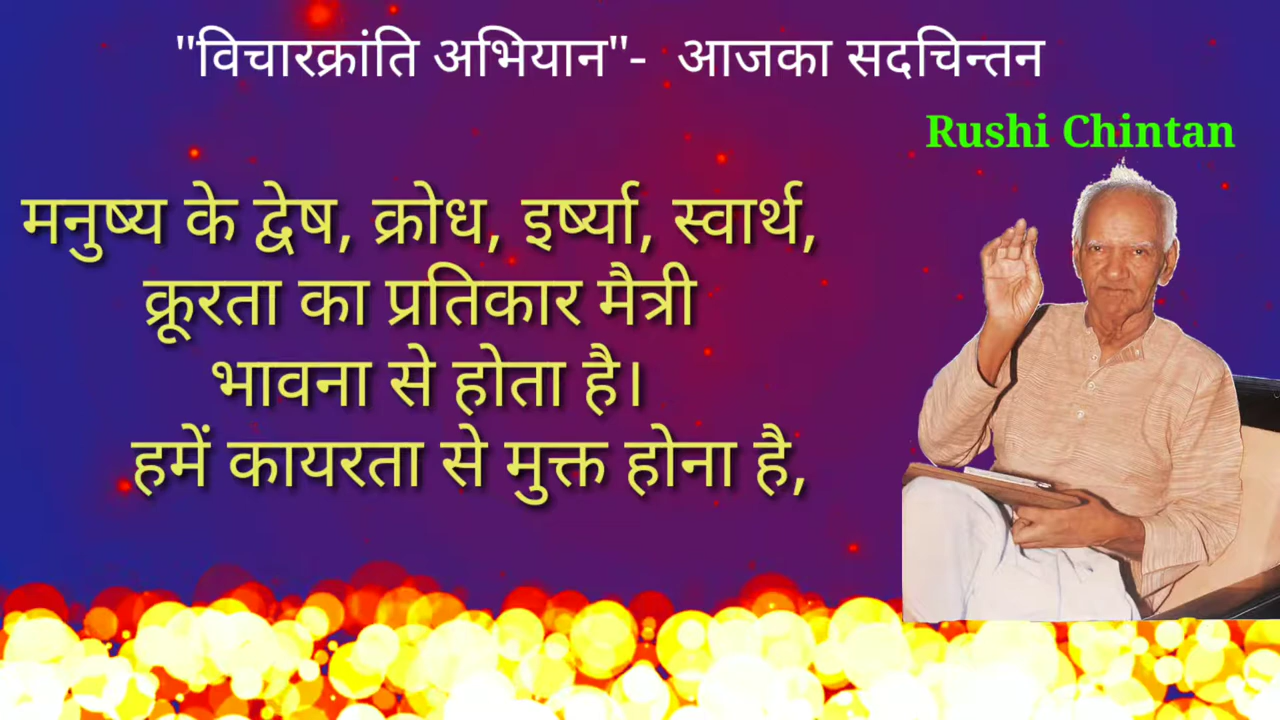 "विचारक्रांति अभियान"- आजका सदचिन्तन
Rushi Chintan
मनुष्य के द्वेष, क्रोध, इर्ष्या, स्वार्थ,
क्रूरता का प्रतिकार मैत्री
भावना से होता है।
हमें कायरता से मुक्त होना है,